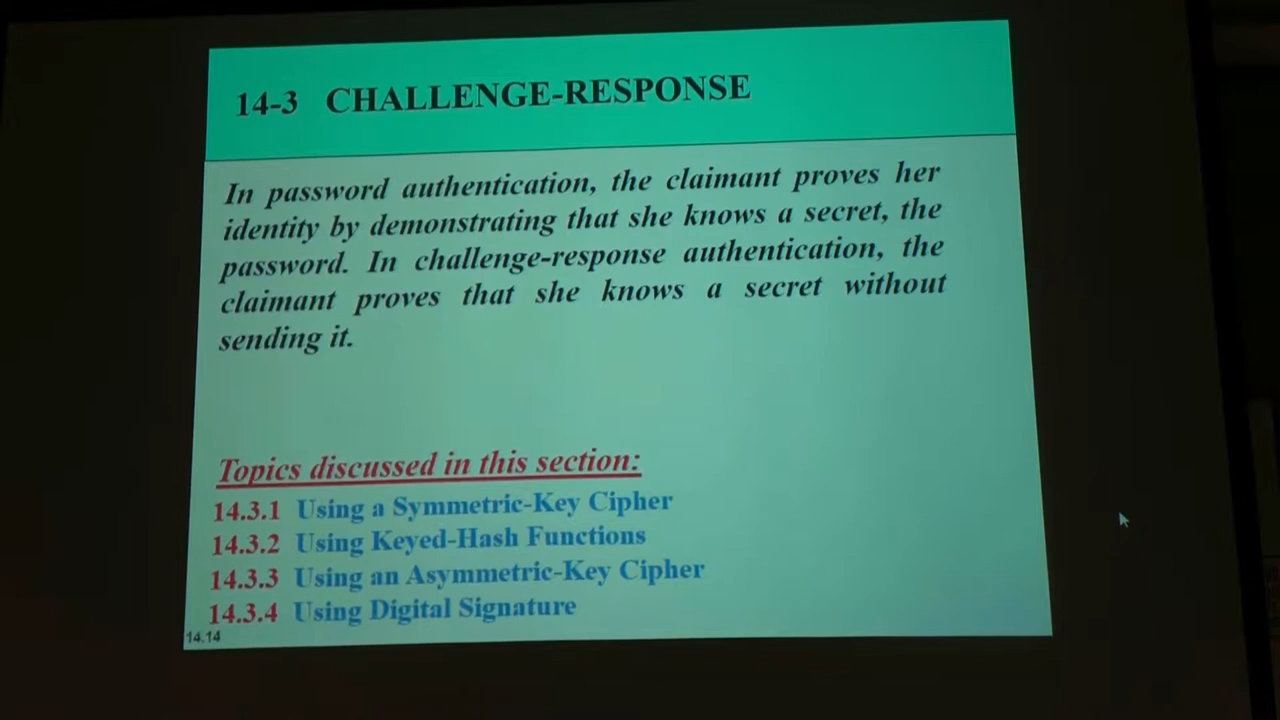 14-3 CHALLENGE-RESPONSE
In password authentication, the claimant proves her
identity by demonstrating that she knows a secret, the
password. In challenge-response authentication, the
claimant proves that she knows a secret without
sending it.
Topics discussed in this section:
14.3.1 Using a Symmetric-Key Cipher
14.3.2 Using Keyed-Hash Functions
14.3.3 Using an Asymmetric-Key Cipher
14.3.4 Using Digital Signature
14.14